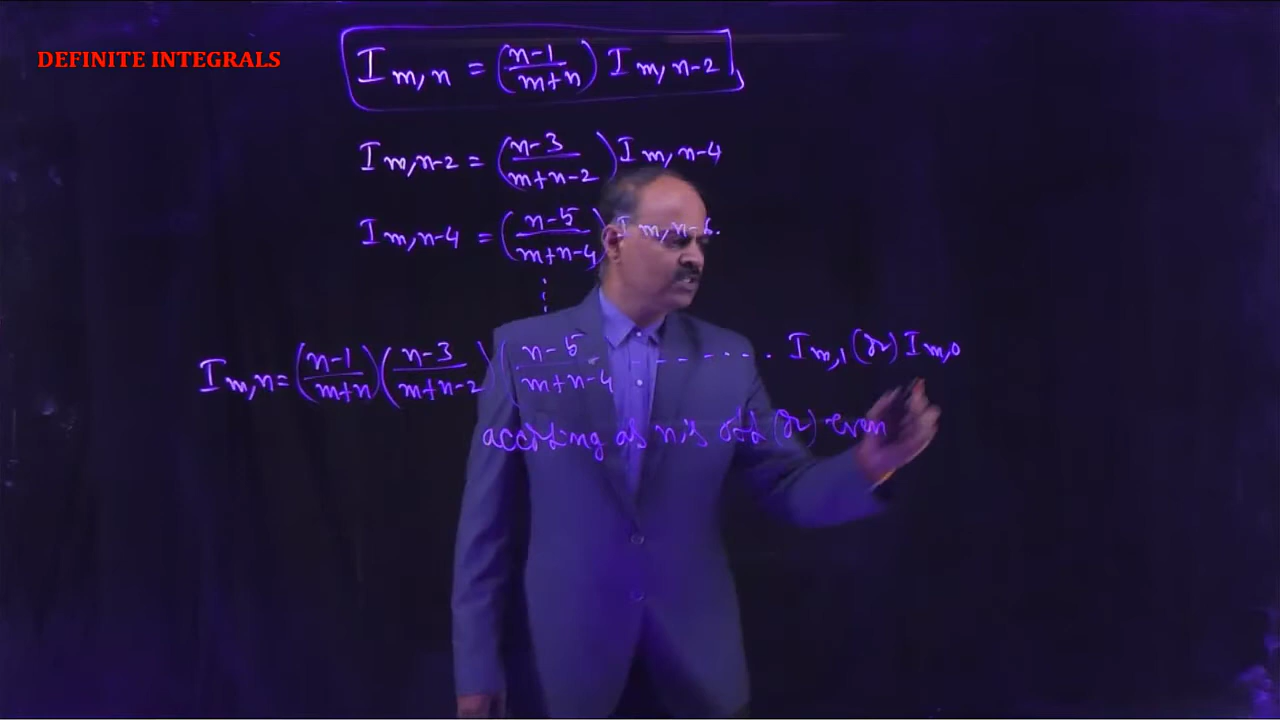 DEFINITE INTEGRALS
I m,n = (n-1/m+n) I m,n-2
I m,n-2 = (n-3/m+n-2) I m,n-4
I m,n-4 = (n-5/m+n-4) I m,n-6.
I m,n = (n-1/m+n) (n-3/m+n-2) (n-5/m+n-4 ------- . I m,1 (or) I m,0
according as n is odd (or) even